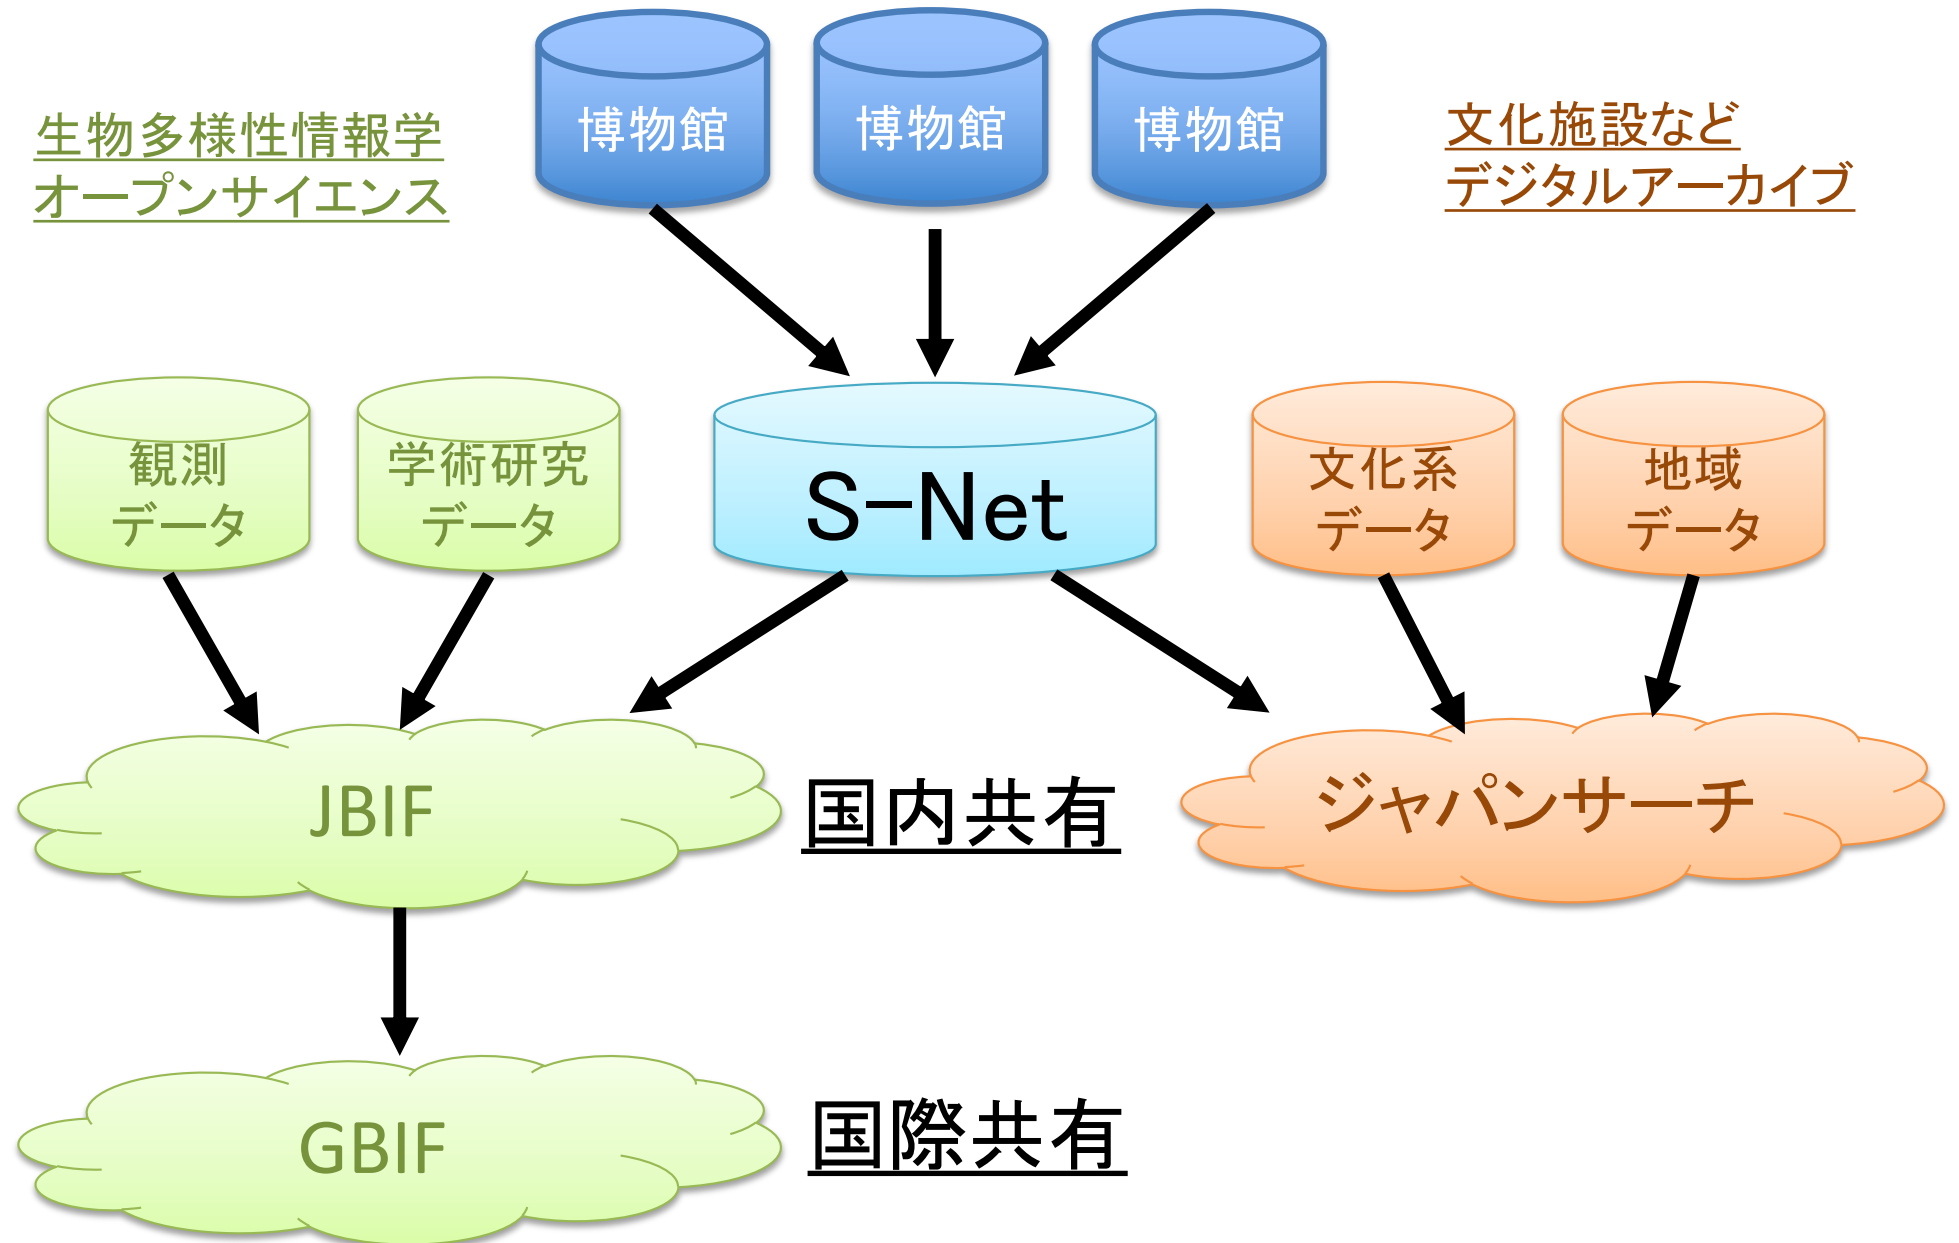 博物館
博物館
博物館
生物多様性情報学
オープンサイエンス
文化施設など
デジタルアーカイブ
観測
データ
学術研究
データ
S-Net
文化系
データ
地域
データ
JBIF
国内共有
ジャパンサーチ
GBIF
国際共有